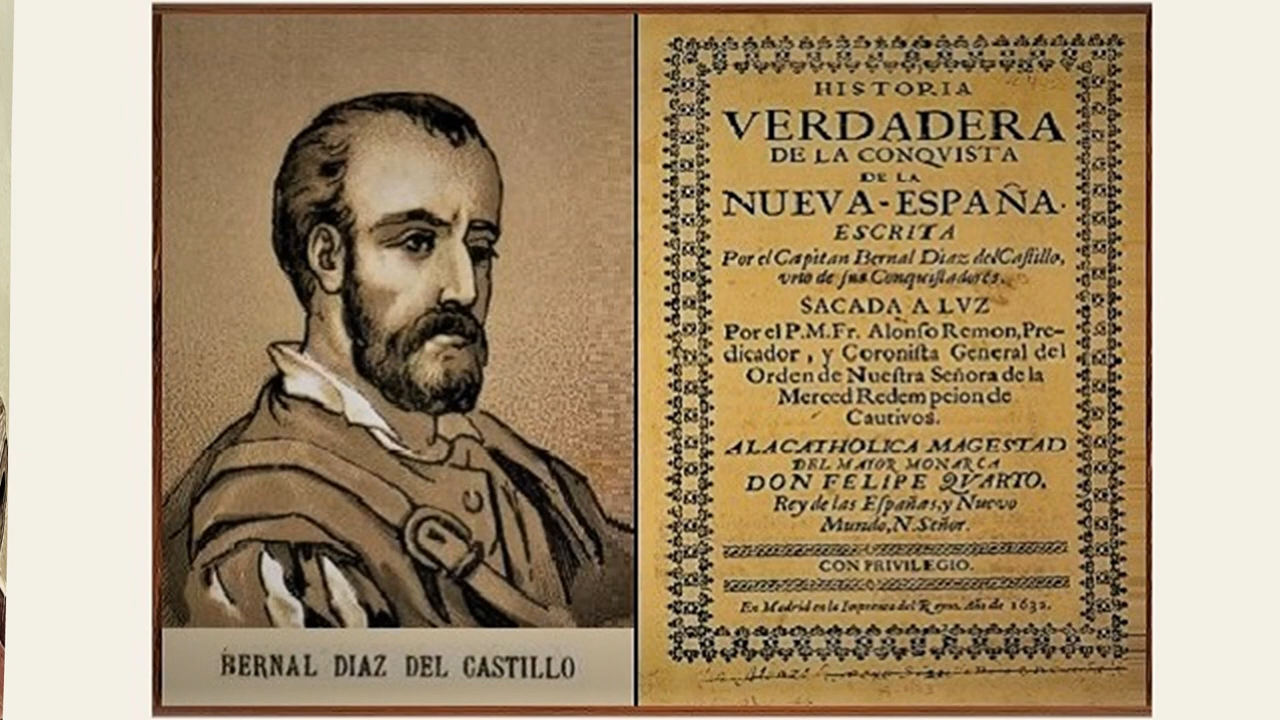 BERNAL DIAZ DEL CASTILLO
HISTORIA
VERDADERA
DE LA CONQVISTA
DE LA
NUEVA-ESPAÑA.
ESCRITA
Por el Capitan Bernal Diaz del Caſtillo,
vno de ſus Conquiſtadores.
SACADA A LVZ
Por el P.M.Fr. Alonſo Remon, Pre-
dicador, y Coroniſta General del
Orden de Nueſtra Señora de la
Merced Redempcion de
Cautivos.
A LA CATHOLICA MAGESTAD
DEL MAYOR MONARCA
DON FELIPE QVARTO,
Rey de las Eſpañas, y Nuevo
Mundo, N. Señor.
CON PRIVILEGIO.
En Madrid en la Imprenta del Reyno. Año de 1632.